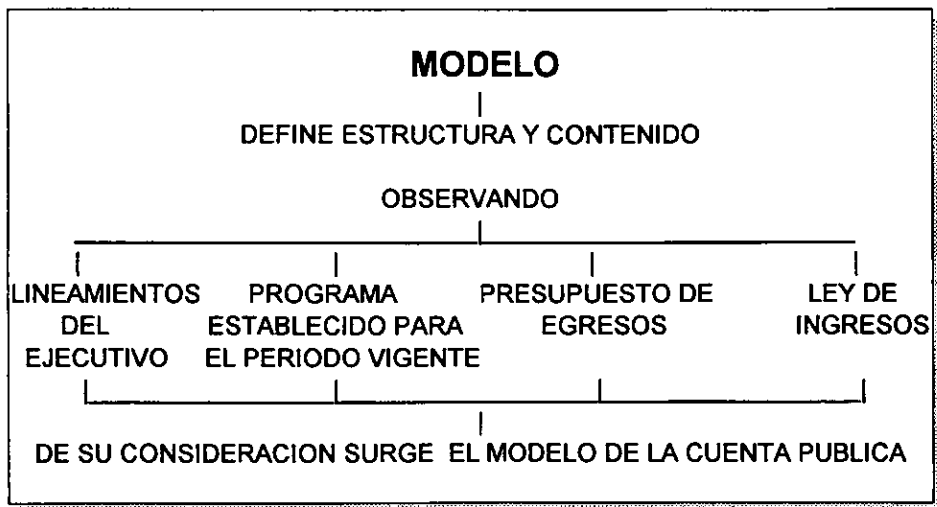 MODELO
DEFINE ESTRUCTURA Y CONTENIDO
OBSERVANDO
LINEAMIENTOS
DEL
EJECUTIVO
PROGRAMA
ESTABLECIDO PARA
EL PERIODO VIGENTE
PRESUPUESTO DE
EGRESOS
LEY DE
INGRESOS
DE SU CONSIDERACION SURGE EL MODELO DE LA CUENTA PUBLICA